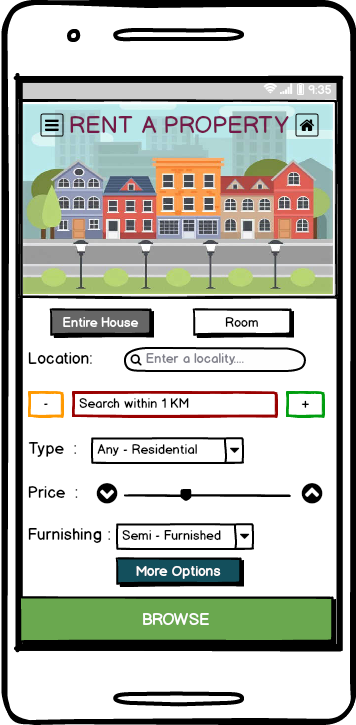 9:35
RENT A PROPERTY
Entire House
Room
Location:
Enter a locality....
-
Search within 1 KM
+
Type :
Any - Residential
Price :
Furnishing :
Semi - Furnished
More Options
BROWSE